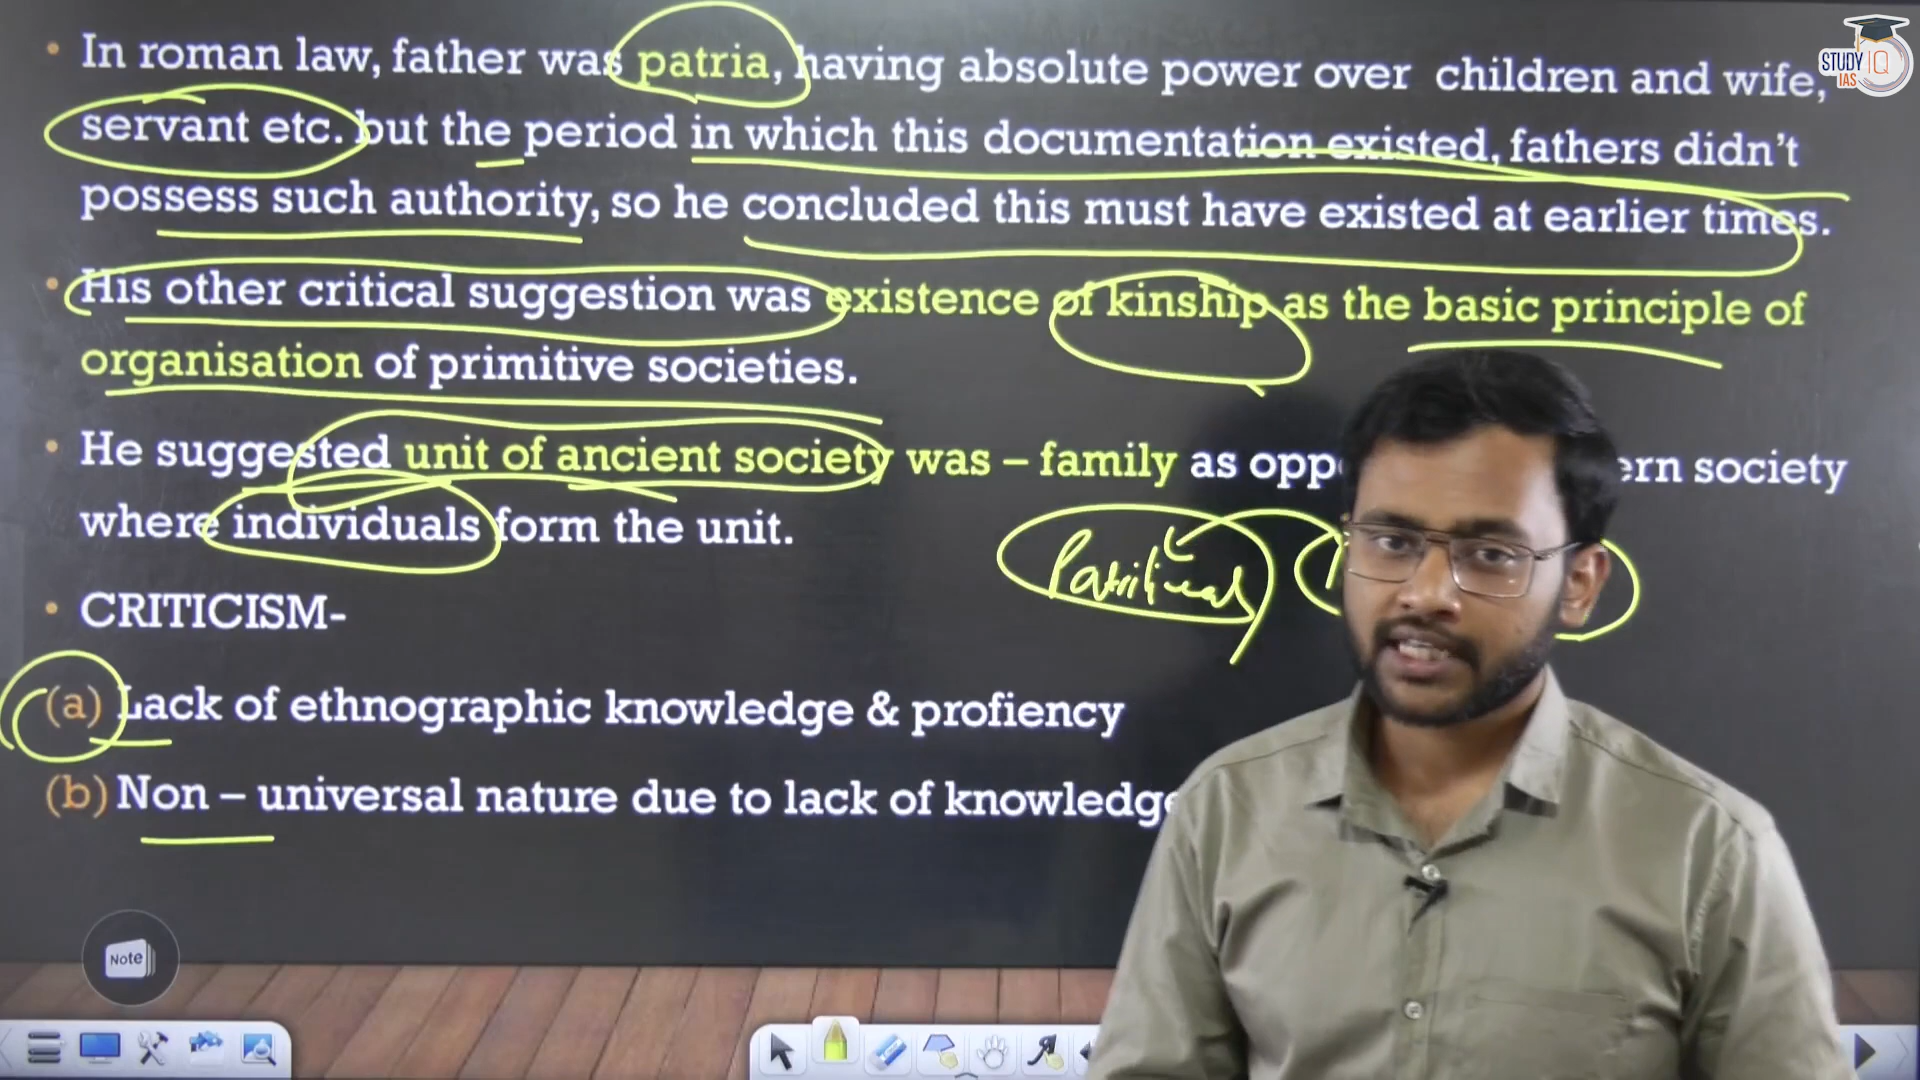 • In roman law, father was patria, having absolute power over children and wife,
servant etc. but the period in which this documentation existed, fathers didn't
possess such authority, so he concluded this must have existed at earlier times.
• His other critical suggestion was existence of kinship as the basic principle of
organisation of primitive societies.
• He suggested unit of ancient society was – family as opp ern society
where individuals form the unit.
Patrilineal
• CRITICISM-
(a) Lack of ethnographic knowledge & profiency
(b) Non – universal nature due to lack of knowledge
STUDY IQ
IAS
Note